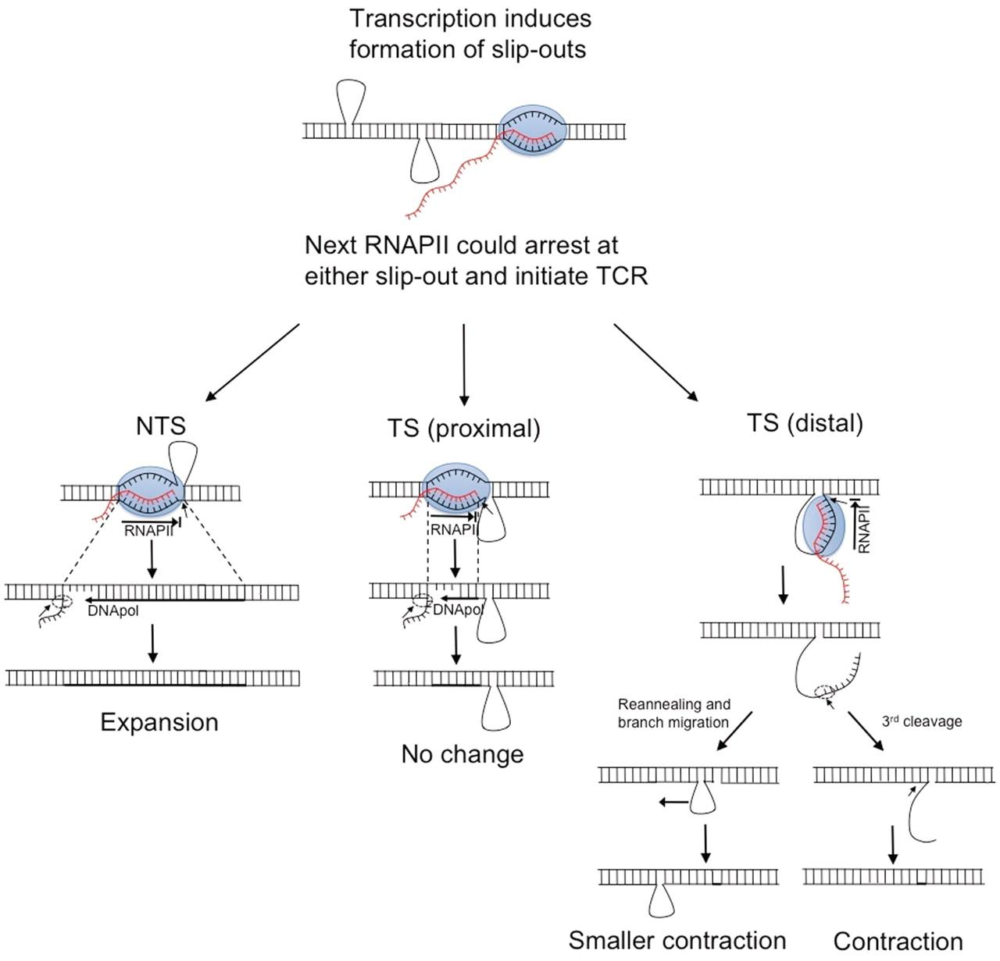 Transcription induces
formation of slip-outs
Next RNAPII could arrest at
either slip-out and initiate TCR
NTS
TS (proximal)
TS (distal)
RNAPII
RNAPII
RNAPII
DNApol
DNApol
Expansion
No change
Reannealing and
branch migration
3rd cleavage
Smaller contraction
Contraction